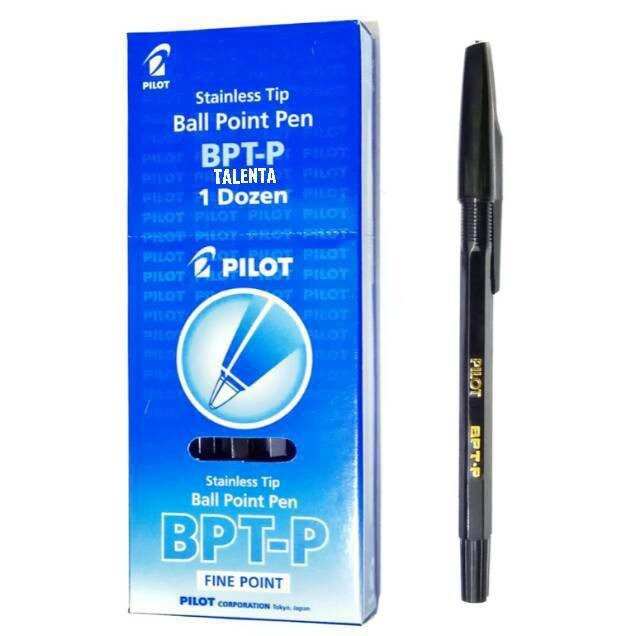 PILOT
Stainless Tip
Ball Point Pen
BPT-P
TALENTA
1 Dozen
PILOT
Stainless Tip
Ball Point Pen
BPT-P
FINE POINT
PILOT CORPORATION Tokyo, Japan
PILOT BPT-P